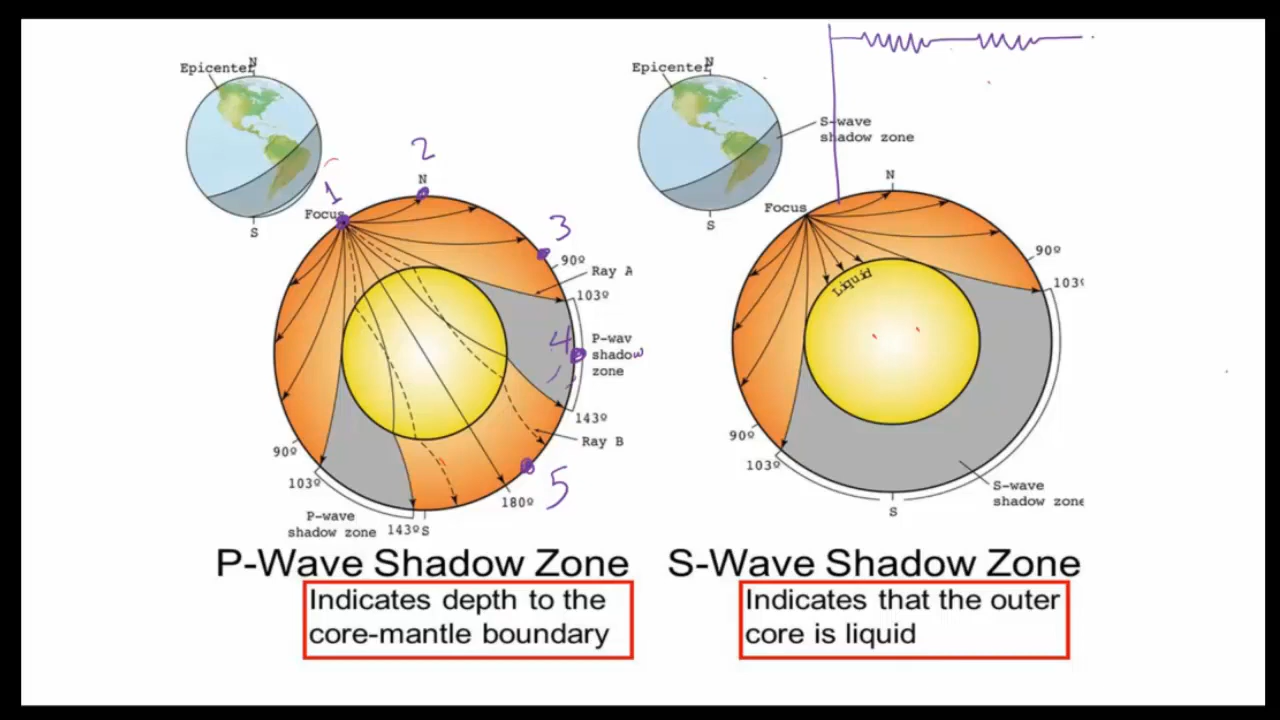 N
Epicenter
S
2
N
1
Focus
3
90º
Ray A
103º
4
P-wav
shadow
zone
143º
Ray B
5
180º
90º
103º
P-wave
shadow zone
143º S
N
Epicenter
S-wave
shadow zone
S
N
Focus
Liquid
90º
103º
90º
103º
S-wave
shadow zone
S
P-Wave Shadow Zone
Indicates depth to the
core-mantle boundary
S-Wave Shadow Zone
Indicates that the outer
core is liquid